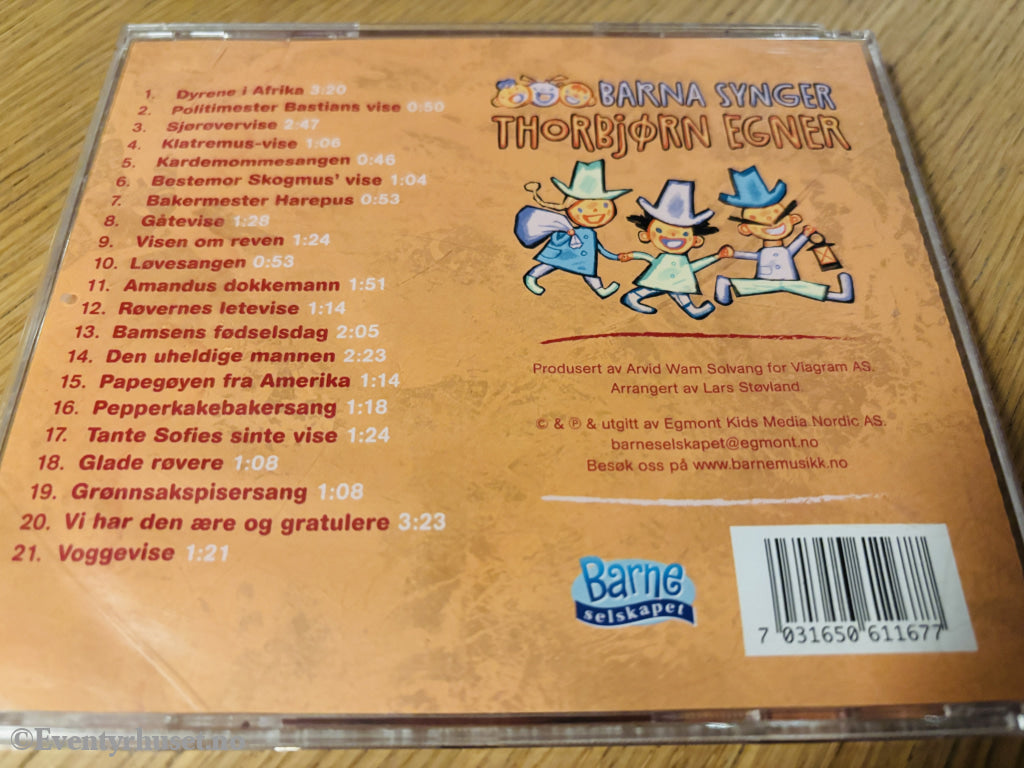 1. Dyrene i Afrika 3:20
2. Politimester Bastians vise 0:50
3. Sjørøvervise 2:47
4. Klatremus-vise 1:06
5. Kardemommesangen 0:46
6. Bestemor Skogmus' vise 1:04
7. Bakermester Harepus 0:53
8. Gåtevise 1:28
9. Visen om reven 1:24
10. Løvesangen 0:53
11. Amandus dokkemann 1:51
12. Røvernes letevise 1:14
13. Bamsens fødselsdag 2:05
14. Den uheldige mannen 2:23
15. Papegøyen fra Amerika 1:14
16. Pepperkakebakersang 1:18
17. Tante Sofies sinte vise 1:24
18. Glade røvere 1:08
19. Grønnsakspisersang 1:08
20. Vi har den ære og gratulere 3:23
21. Voggevise 1:21
BARNA SYNGER
THORBJØRN EGNER
Produsert av Arvid Wam Solvang for Viagram AS.
Arrangert av Lars Støvland.
© & ℗ & utgitt av Egmont Kids Media Nordic AS.
barneselskapet@egmont.no
Besøk oss på www.barnemusikk.no
Barne
selskapet
7 031650 611677
©Eventyrhuset.no